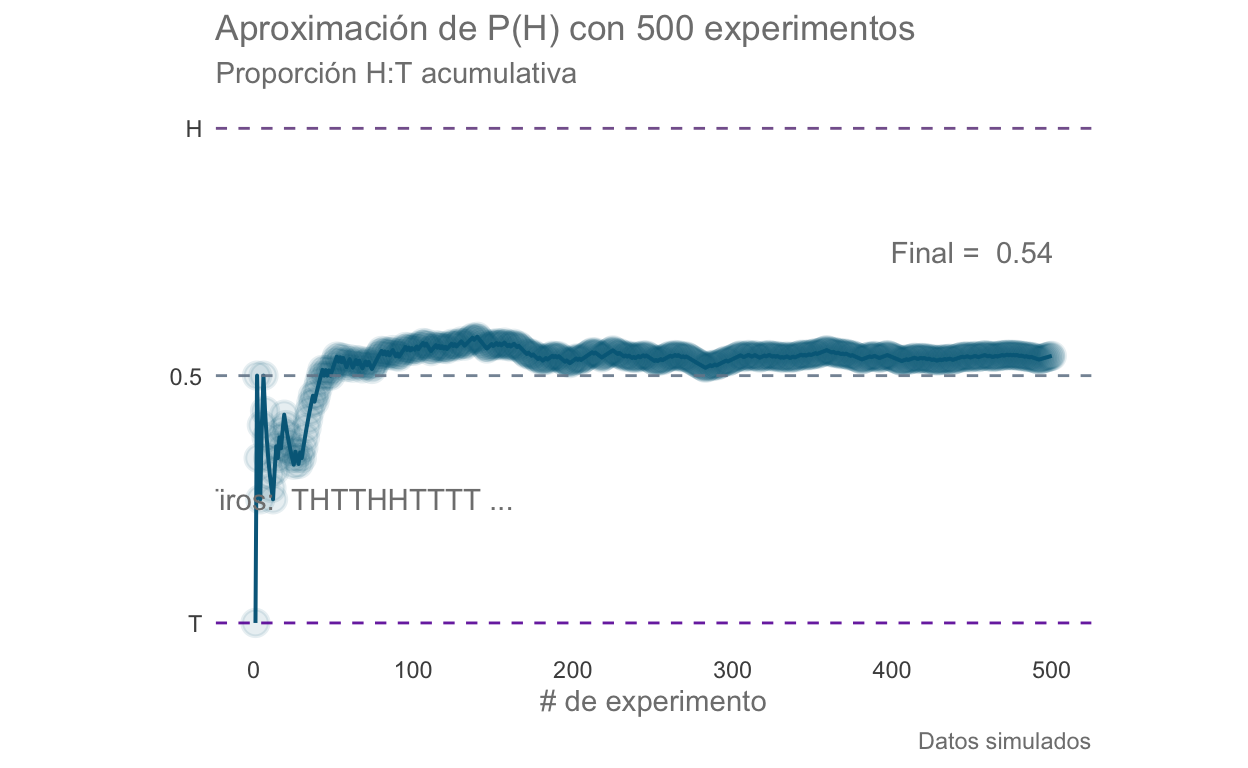 Aproximación de P(H) con 500 experimentos
Proporción H:T acumulativa
H
Final = 0.54
0.5
iros: THTTHHTTTT ...
T
0 100 200 300 400 500
# de experimento
Datos simulados